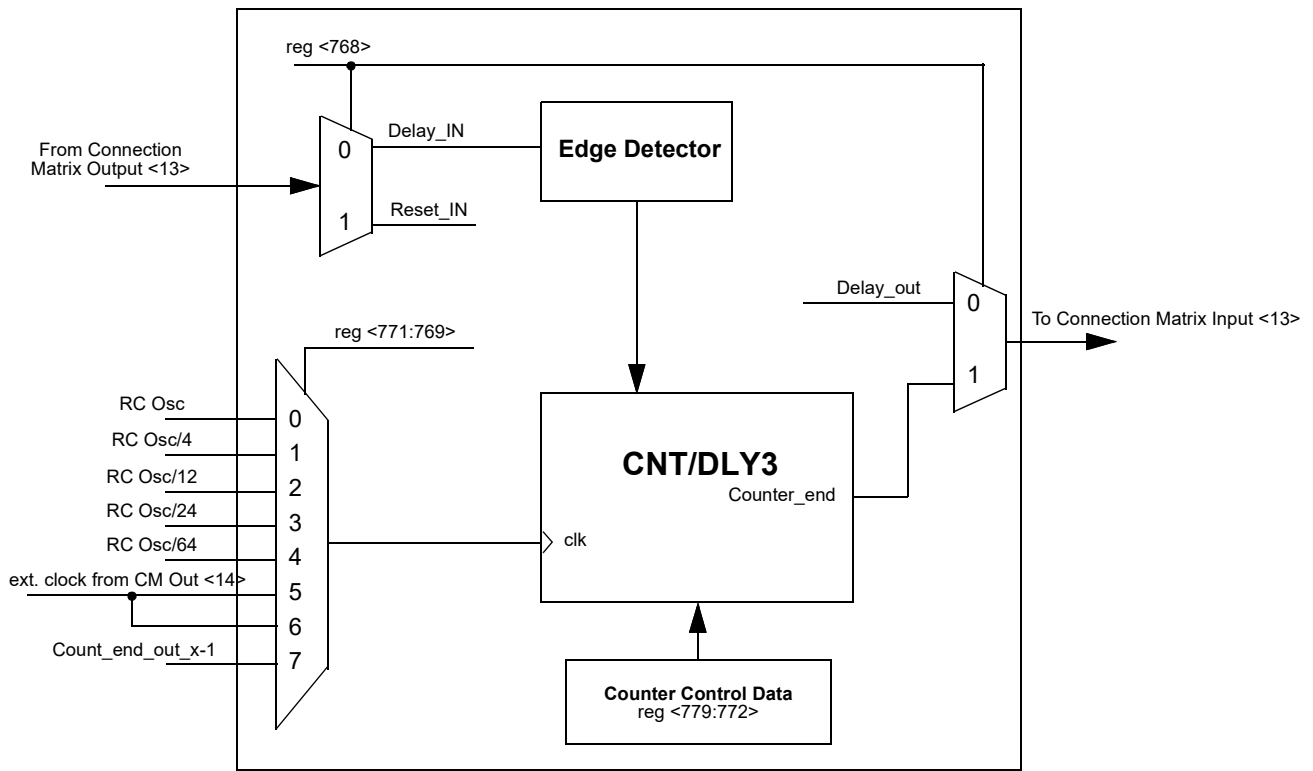 reg <768>
From Connection
Matrix Output <13>
0
1
Delay_IN
Reset_IN
Edge Detector
Delay_out
0
1
To Connection Matrix Input <13>
reg <771:769>
RC Osc
RC Osc/4
RC Osc/12
RC Osc/24
RC Osc/64
ext. clock from CM Out <14>
Count_end_out_x-1
0
1
2
3
4
5
6
7
CNT/DLY3
Counter_end
clk
Counter Control Data
reg <779:772>